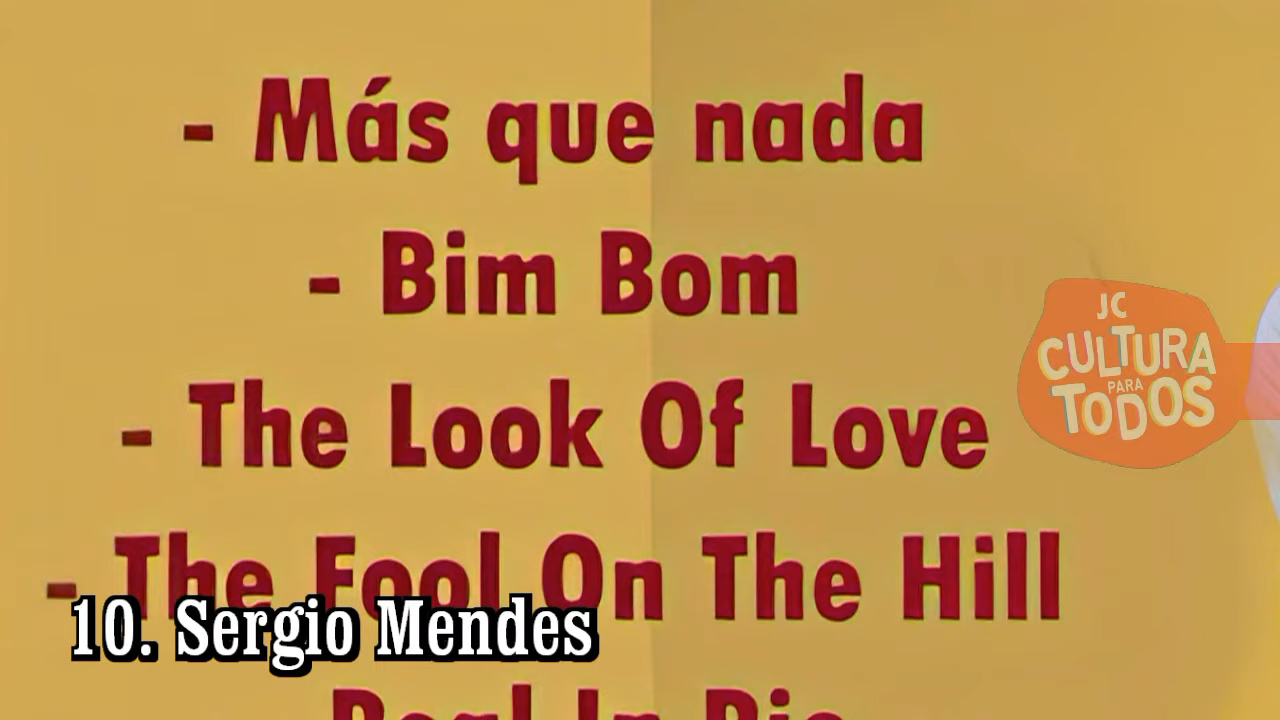 - Más que nada
- Bim Bom
- The Look Of Love
- The Fool On The Hill
10. Sergio Mendes
JC
CULTURA
PARA
TODOS